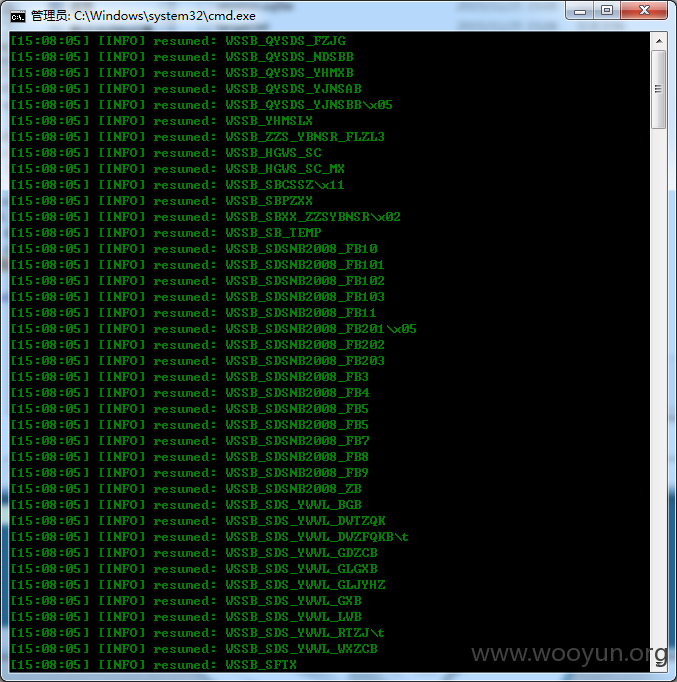 管理员: C:\Windows\system32\cmd.exe
[15:08:05] [INFO] resumed: WSSB_QYSDS_FZJG
[15:08:05] [INFO] resumed: WSSB_QYSDS_NDSBB
[15:08:05] [INFO] resumed: WSSB_QYSDS_YHMXB
[15:08:05] [INFO] resumed: WSSB_QYSDS_YJNSAB
[15:08:05] [INFO] resumed: WSSB_QYSDS_YJNSBB\x05
[15:08:05] [INFO] resumed: WSSB_YHMSLX
[15:08:05] [INFO] resumed: WSSB_ZZS_YBNSR_FLZL3
[15:08:05] [INFO] resumed: WSSB_HGWS_SC
[15:08:05] [INFO] resumed: WSSB_HGWS_SC_MX
[15:08:05] [INFO] resumed: WSSB_SBCSSZ\x11
[15:08:05] [INFO] resumed: WSSB_SBPZXX
[15:08:05] [INFO] resumed: WSSB_SBXX_ZZSYBNSR\x02
[15:08:05] [INFO] resumed: WSSB_SB_TEMP
[15:08:05] [INFO] resumed: WSSB_SDSNB2008_FB10
[15:08:05] [INFO] resumed: WSSB_SDSNB2008_FB101
[15:08:05] [INFO] resumed: WSSB_SDSNB2008_FB102
[15:08:05] [INFO] resumed: WSSB_SDSNB2008_FB103
[15:08:05] [INFO] resumed: WSSB_SDSNB2008_FB11
[15:08:05] [INFO] resumed: WSSB_SDSNB2008_FB201\x05
[15:08:05] [INFO] resumed: WSSB_SDSNB2008_FB202
[15:08:05] [INFO] resumed: WSSB_SDSNB2008_FB203
[15:08:05] [INFO] resumed: WSSB_SDSNB2008_FB3
[15:08:05] [INFO] resumed: WSSB_SDSNB2008_FB4
[15:08:05] [INFO] resumed: WSSB_SDSNB2008_FB5
[15:08:05] [INFO] resumed: WSSB_SDSNB2008_FB5
[15:08:05] [INFO] resumed: WSSB_SDSNB2008_FB7
[15:08:05] [INFO] resumed: WSSB_SDSNB2008_FB8
[15:08:05] [INFO] resumed: WSSB_SDSNB2008_FB9
[15:08:05] [INFO] resumed: WSSB_SDSNB2008_ZB
[15:08:05] [INFO] resumed: WSSB_SDS_YWWL_BGB
[15:08:05] [INFO] resumed: WSSB_SDS_YWWL_DWTZQK
[15:08:05] [INFO] resumed: WSSB_SDS_YWWL_DWZFQKB\t
[15:08:05] [INFO] resumed: WSSB_SDS_YWWL_GDZCB
[15:08:05] [INFO] resumed: WSSB_SDS_YWWL_GLGXB
[15:08:05] [INFO] resumed: WSSB_SDS_YWWL_GLJYHZ
[15:08:05] [INFO] resumed: WSSB_SDS_YWWL_GXB
[15:08:05] [INFO] resumed: WSSB_SDS_YWWL_LWB
[15:08:05] [INFO] resumed: WSSB_SDS_YWWL_RTZJ\t
[15:08:05] [INFO] resumed: WSSB_SDS_YWWL_WXZCB
[15:08:05] [INFO] resumed: WSSB_SFTX
www.wooyun.org